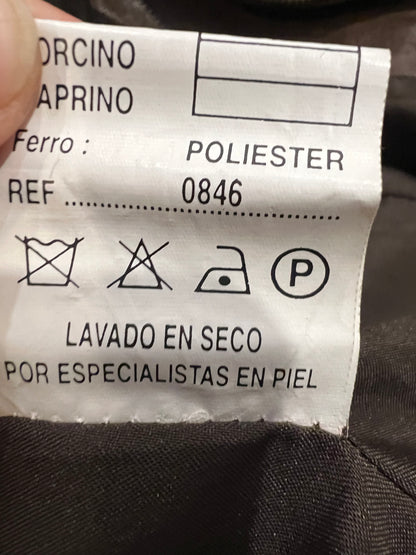 ORCINO
APRINO
Ferro : POLIESTER
REF .................. 0846
P
LAVADO EN SECO
POR ESPECIALISTAS EN PIEL